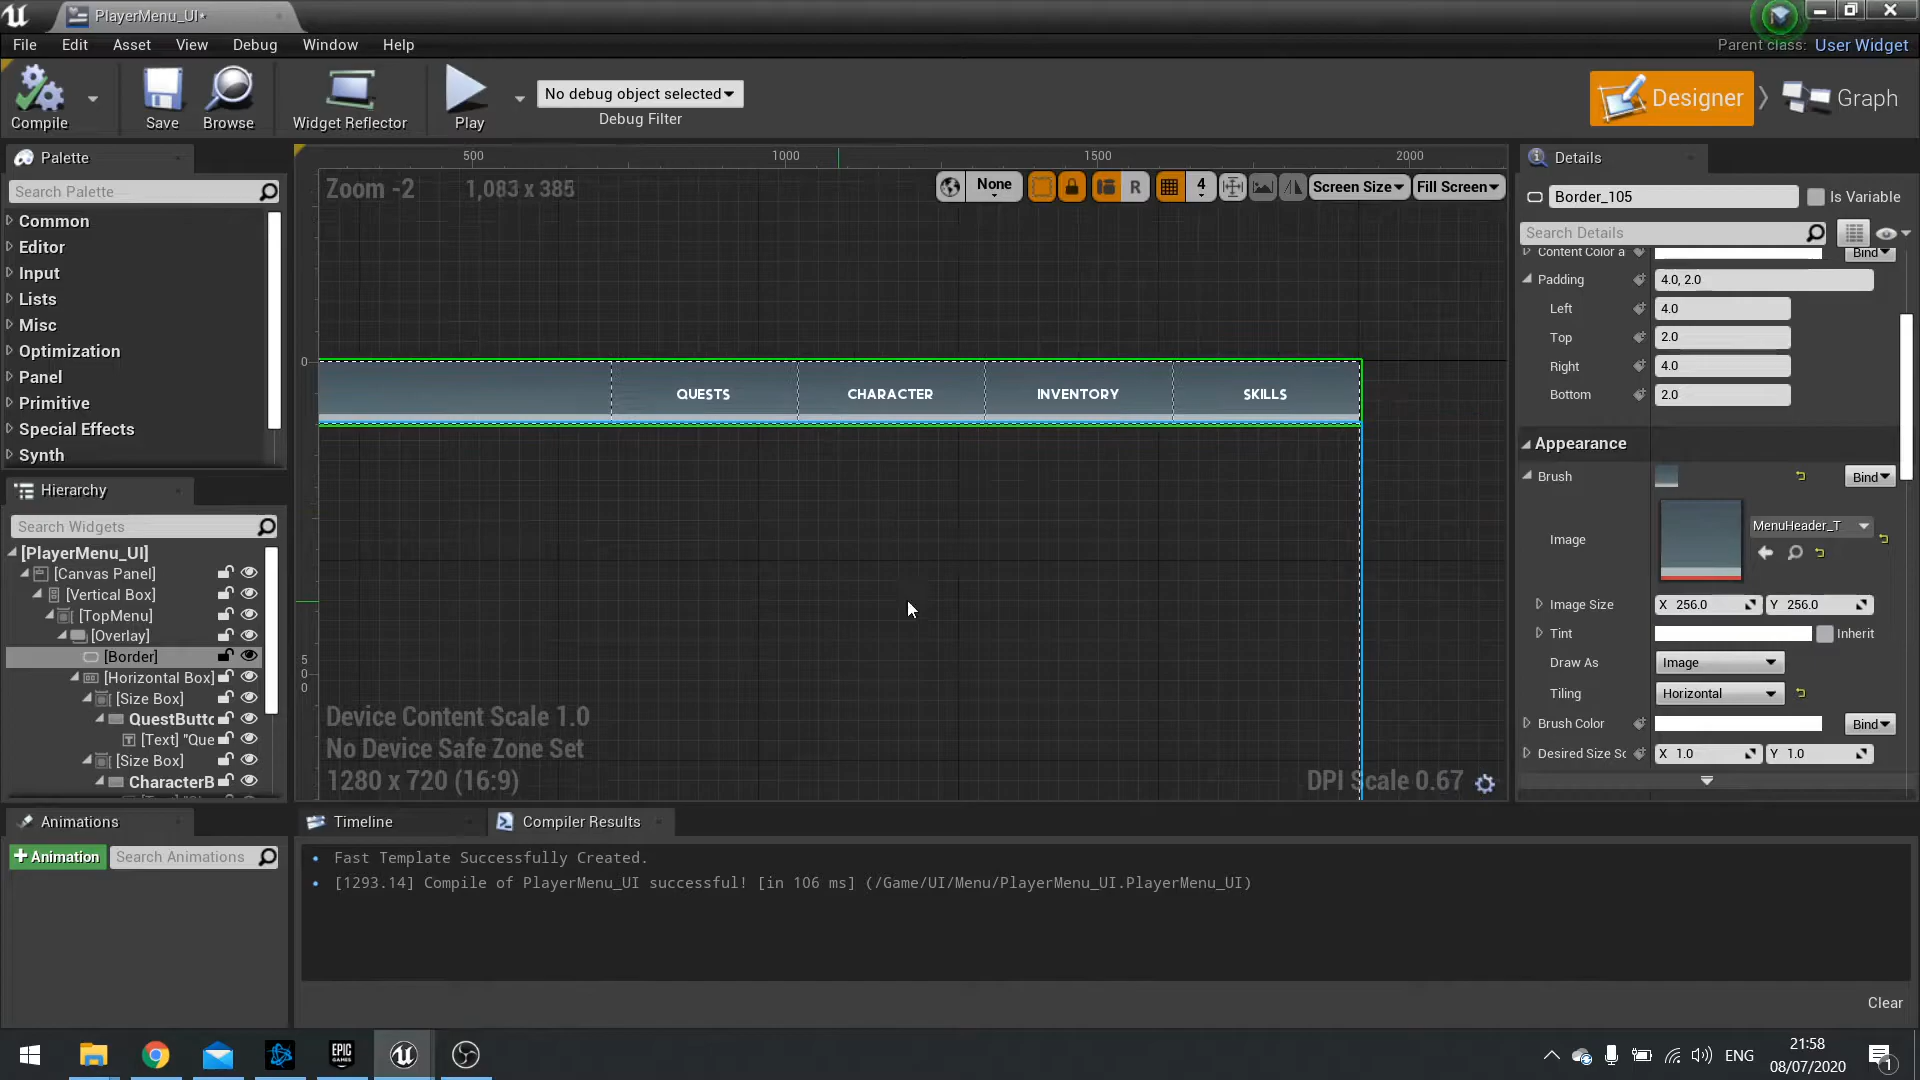 PlayerMenu_UI*
File Edit Asset View Debug Window Help
Parent class: User Widget
Compile
Save
Browse
Widget Reflector
Play
No debug object selected
Debug Filter
Designer
Graph
Palette
Search Palette
Common
Editor
Input
Lists
Misc
Optimization
Panel
Primitive
Special Effects
Synth
Hierarchy
Search Widgets
[PlayerMenu_UI]
[Canvas Panel]
[Vertical Box]
[TopMenu]
[Overlay]
[Border]
[Horizontal Box]
[Size Box]
QuestButto
[Text] "Que
[Size Box]
CharacterB
Animations
+ Animation
Search Animations
500 1000 1500 2000
Zoom -2
1,083 x 385
None
R
4
Screen Size
Fill Screen
0
QUESTS CHARACTER INVENTORY SKILLS
5
0
0
Device Content Scale 1.0
No Device Safe Zone Set
1280 x 720 (16:9)
DPI Scale 0.67
Timeline
Compiler Results
Fast Template Successfully Created.
[1293.14] Compile of PlayerMenu_UI successful! [in 106 ms] (/Game/UI/Menu/PlayerMenu_UI.PlayerMenu_UI)
Clear
Details
Border_105
Is Variable
Search Details
Content Color a
Bind
Padding 4.0, 2.0
Left 4.0
Top 2.0
Right 4.0
Bottom 2.0
Appearance
Brush
Bind
Image
MenuHeader_T
Image Size X 256.0 Y 256.0
Tint
Inherit
Draw As Image
Tiling Horizontal
Brush Color
Bind
Desired Size Sc X 1.0 Y 1.0
EPIC
GAMES
ENG
21:58
08/07/2020
1